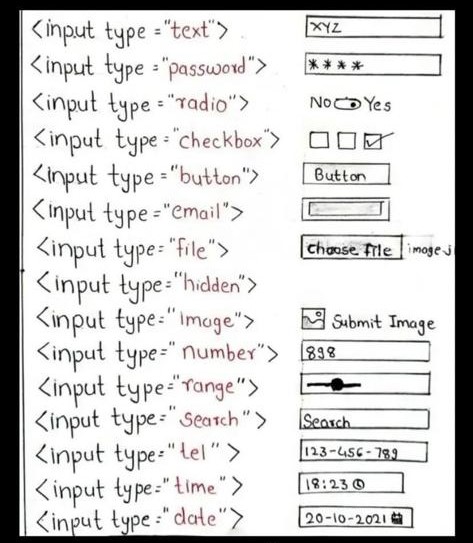 <input type="text"> XYZ
<input type="password"> ****
<input type="radio"> No Yes
<input type="checkbox">
<input type="button"> Button
<input type="email">
<input type="file"> choose file image.j
<input type="hidden">
<input type="image"> Submit Image
<input type="number"> 898
<input type="range">
<input type="search"> Search
<input type="tel"> 123-456-789
<input type="time"> 18:23
<input type="date"> 20-10-2021